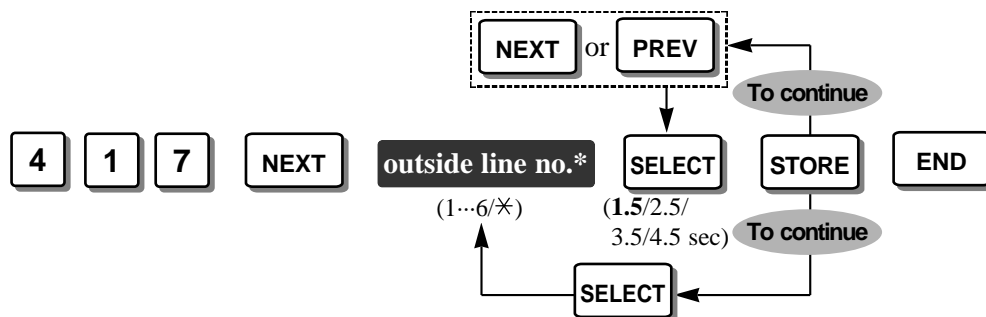 NEXT or PREV
To continue
4 1 7 NEXT outside line no.* SELECT STORE END
(1···6/✳) (1.5/2.5/
3.5/4.5 sec)
To continue
SELECT